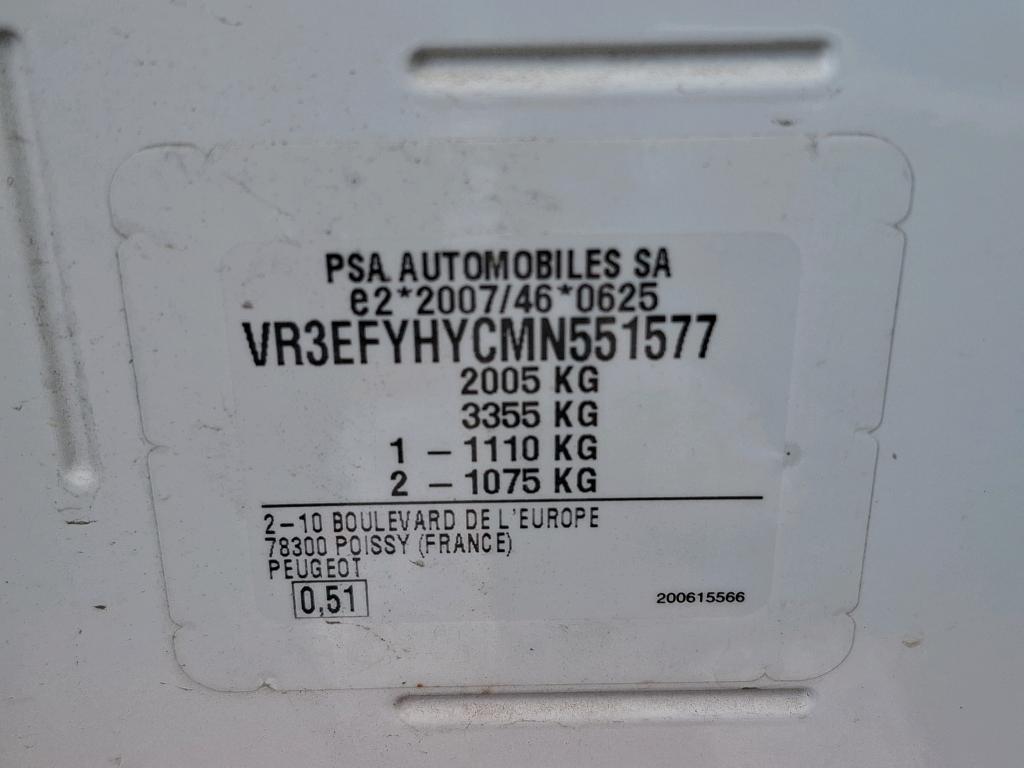 PSA AUTOMOBILES SA
e2*2007/46*0625
VR3EFYHYCMN551577
2005 KG
3355 KG
1 - 1110 KG
2 - 1075 KG
2-10 BOULEVARD DE L'EUROPE
78300 POISSY (FRANCE)
PEUGEOT
0,51
200615566